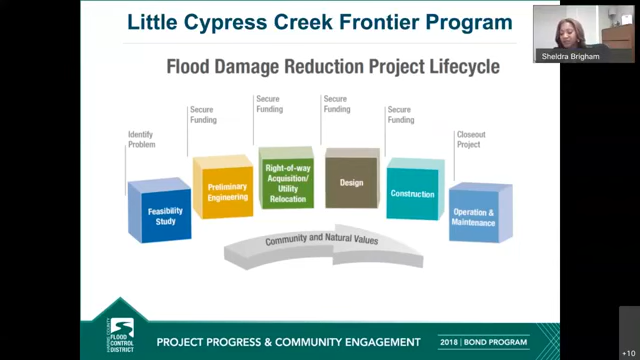 Little Cypress Creek Frontier Program
Sheldra Brigham
Flood Damage Reduction Project Lifecycle
Identify
Problem
Secure
Funding
Secure
Funding
Secure
Funding
Secure
Funding
Closeout
Project
Feasibility
Study
Preliminary
Engineering
Right-of-way
Acquisition/
Utility
Relocation
Design
Construction
Operation &
Maintenance
Community and Natural Values
HARRIS COUNTY
FLOOD
CONTROL
DISTRICT
PROJECT PROGRESS & COMMUNITY ENGAGEMENT
2018 | BOND PROGRAM
+10